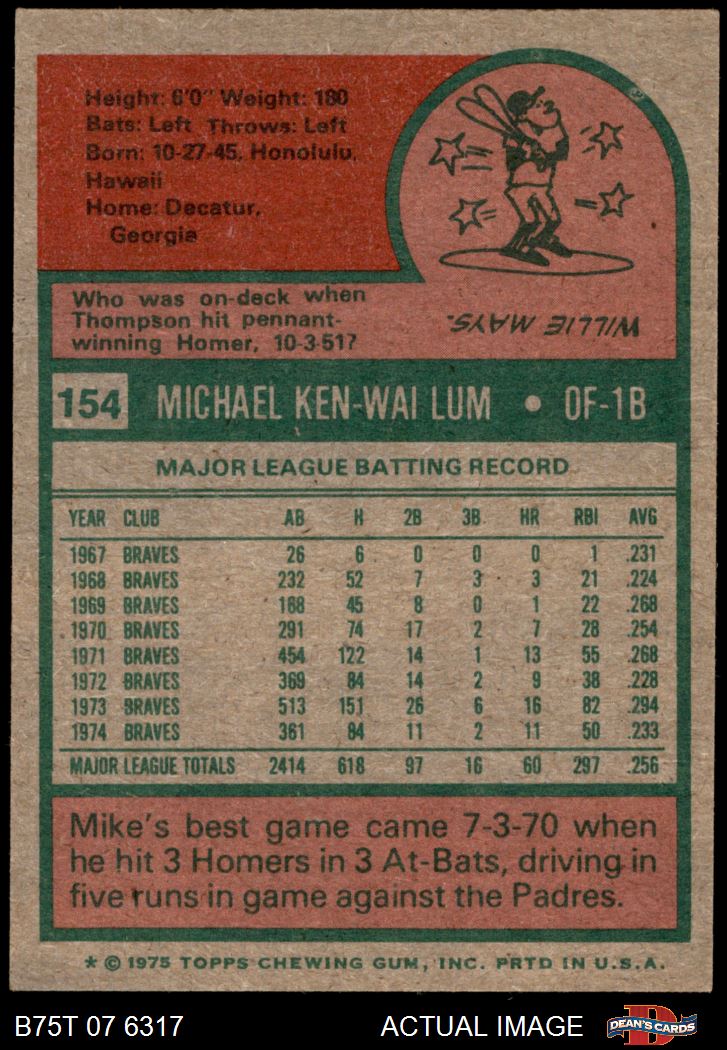 Height: 6'0" Weight: 180
Bats: Left Throws: Left
Born: 10-27-45, Honolulu,
Hawaii
Home: Decatur,
Georgia
Who was on-deck when
Thompson hit pennant-
winning Homer, 10-3-51?
WILLIE MAYS.
154 MICHAEL KEN-WAI LUM • OF-1B
MAJOR LEAGUE BATTING RECORD
YEAR CLUB AB H 2B 3B HR RBI AVG
1967 BRAVES 26 6 0 0 0 1 .231
1968 BRAVES 232 52 7 3 3 21 .224
1969 BRAVES 168 45 8 0 1 22 .268
1970 BRAVES 291 74 17 2 7 28 .254
1971 BRAVES 454 122 14 1 13 55 .268
1972 BRAVES 369 84 14 2 9 38 .228
1973 BRAVES 513 151 26 6 16 82 .294
1974 BRAVES 361 84 11 2 11 50 .233
MAJOR LEAGUE TOTALS 2414 618 97 16 60 297 .256
Mike's best game came 7-3-70 when
he hit 3 Homers in 3 At-Bats, driving in
five runs in game against the Padres.
* © 1975 TOPPS CHEWING GUM, INC. PRTD IN U.S.A.
B75T 07 6317 ACTUAL IMAGE D DEAN'S CARDS